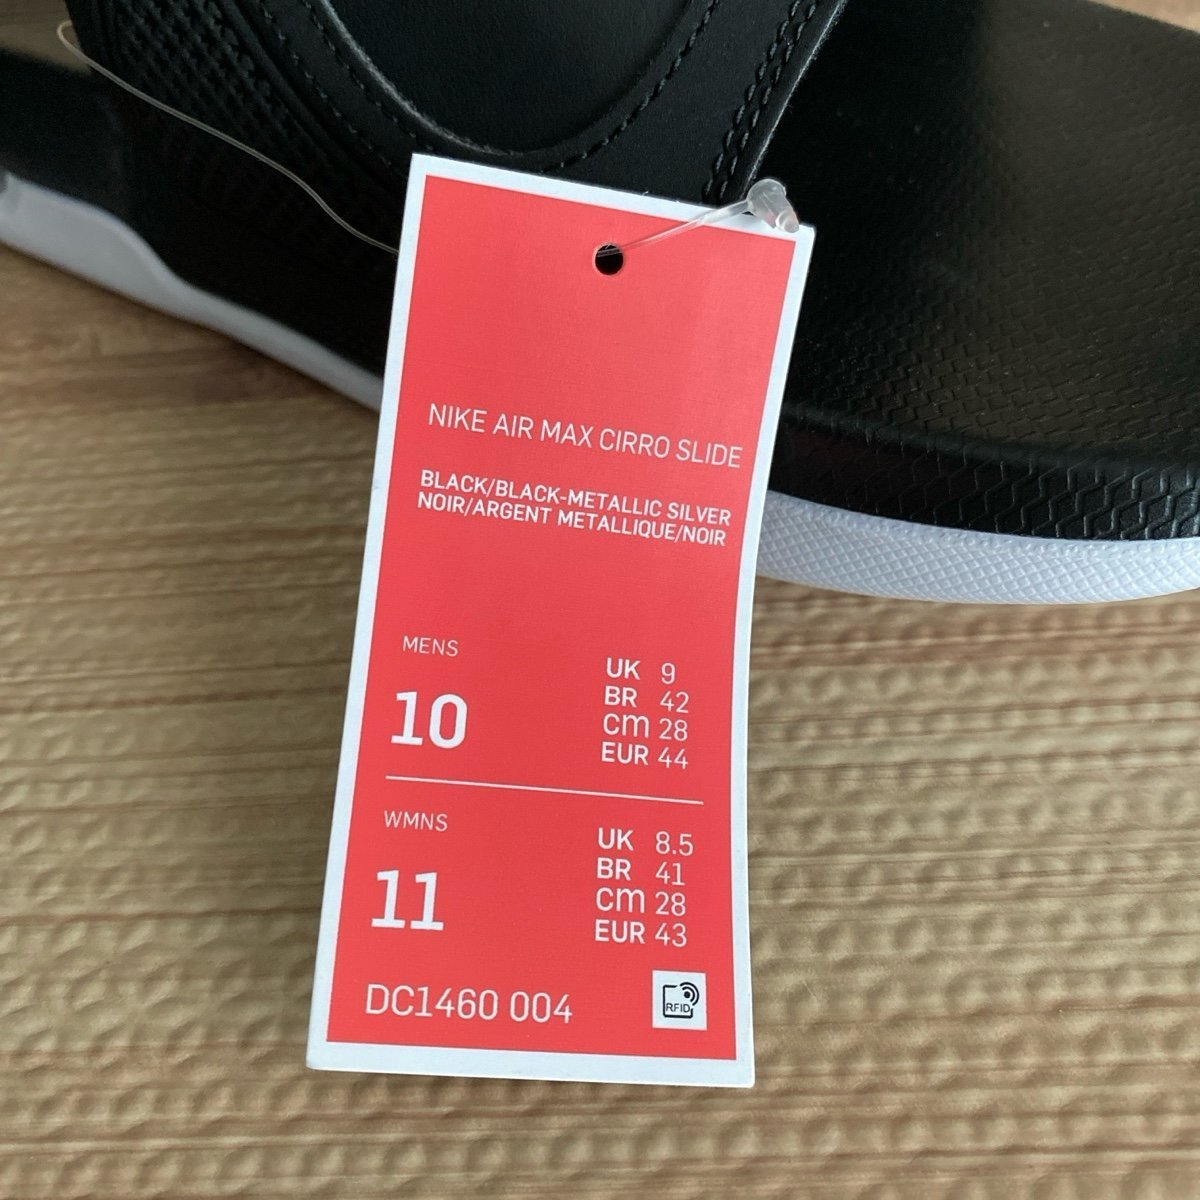 NIKE AIR MAX CIRRO SLIDE
BLACK/BLACK-METALLIC SILVER
NOIR/ARGENT METALLIQUE/NOIR
MENS
10
UK 9
BR 42
cm 28
EUR 44
WMNS
11
UK 8.5
BR 41
cm 28
EUR 43
DC1460 004
RFID